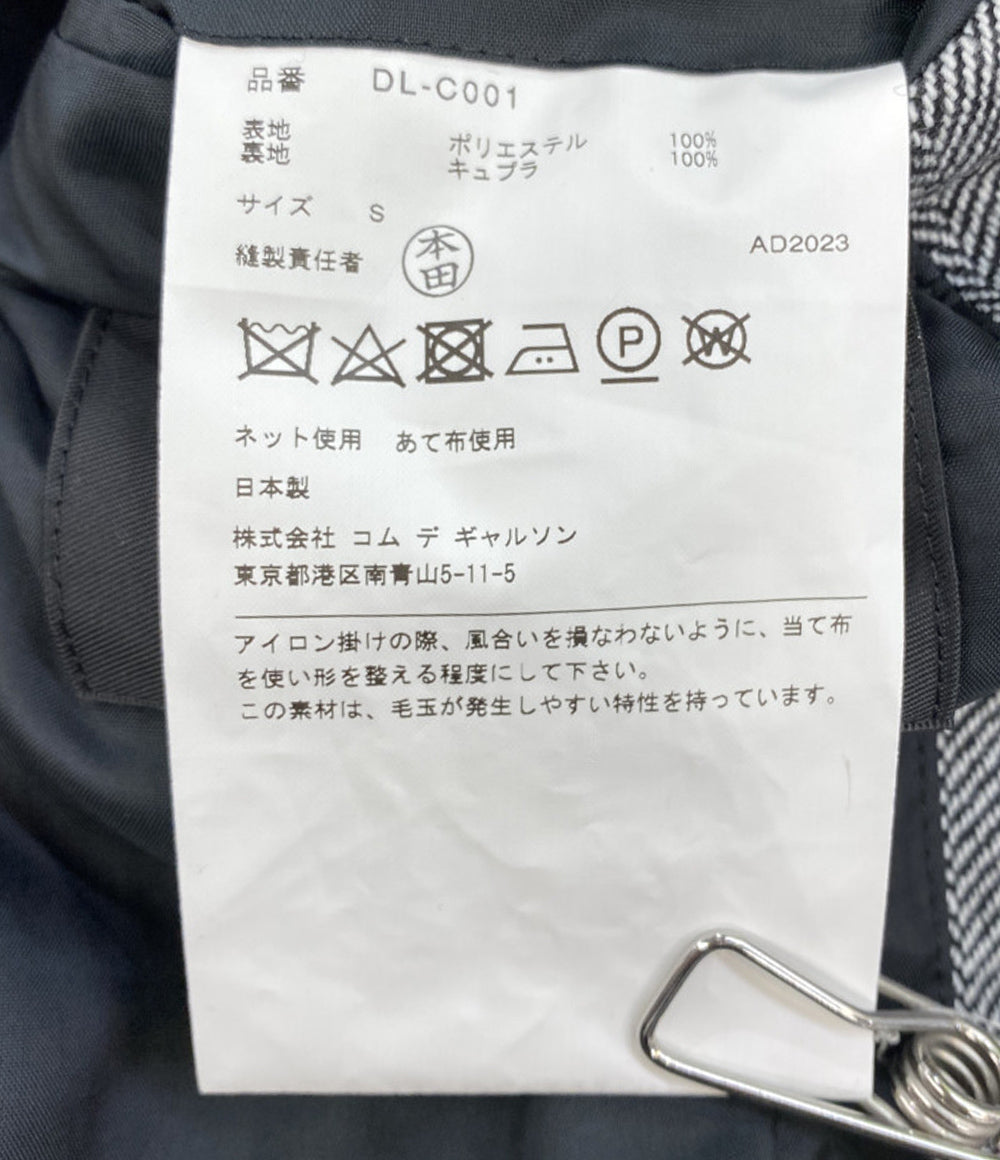 品番 DL-C001
表地 ポリエステル 100%
裏地 キュプラ 100%
サイズ S
縫製責任者 本田 AD2023
P W
ネット使用 あて布使用
日本製
株式会社 コム デ ギャルソン
東京都港区南青山5-11-5
アイロン掛けの際、風合いを損なわないように、当て布
を使い形を整える程度にして下さい。
この素材は、毛玉が発生しやすい特性を持っています。